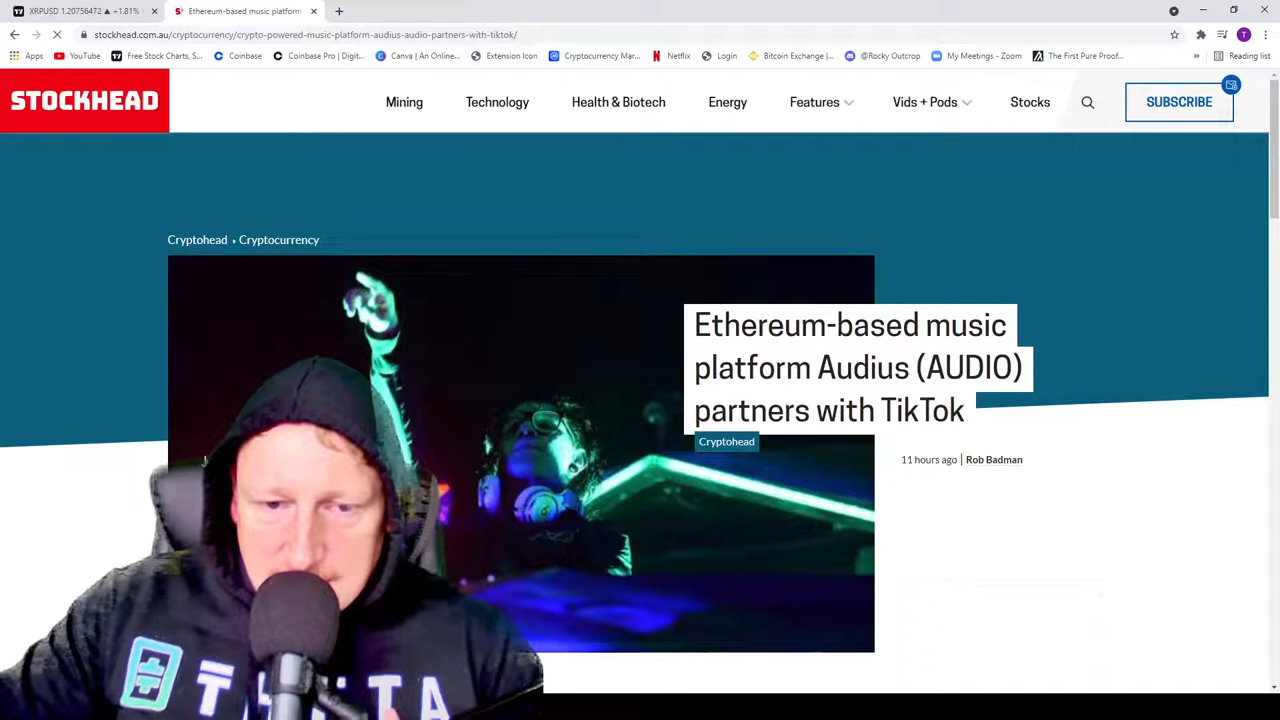 XRPUSD 1.20756472 ▲ +1.81%
Ethereum-based music platform
stockhead.com.au/cryptocurrency/crypto-powered-music-platform-audius-audio-partners-with-tiktok/
T
Apps YouTube Free Stock Charts, S... Coinbase Coinbase Pro | Digit... Canva | An Online... Extension Icon Cryptocurrency Mar... Netflix Login Bitcoin Exchange |... @Rocky Outcrop My Meetings - Zoom The First Pure Proof... » Reading list
STOCKHEAD
Mining Technology Health & Biotech Energy Features Vids + Pods Stocks SUBSCRIBE
Cryptohead Cryptocurrency
Ethereum-based music
platform Audius (AUDIO)
partners with TikTok
Cryptohead
11 hours ago | Rob Badman